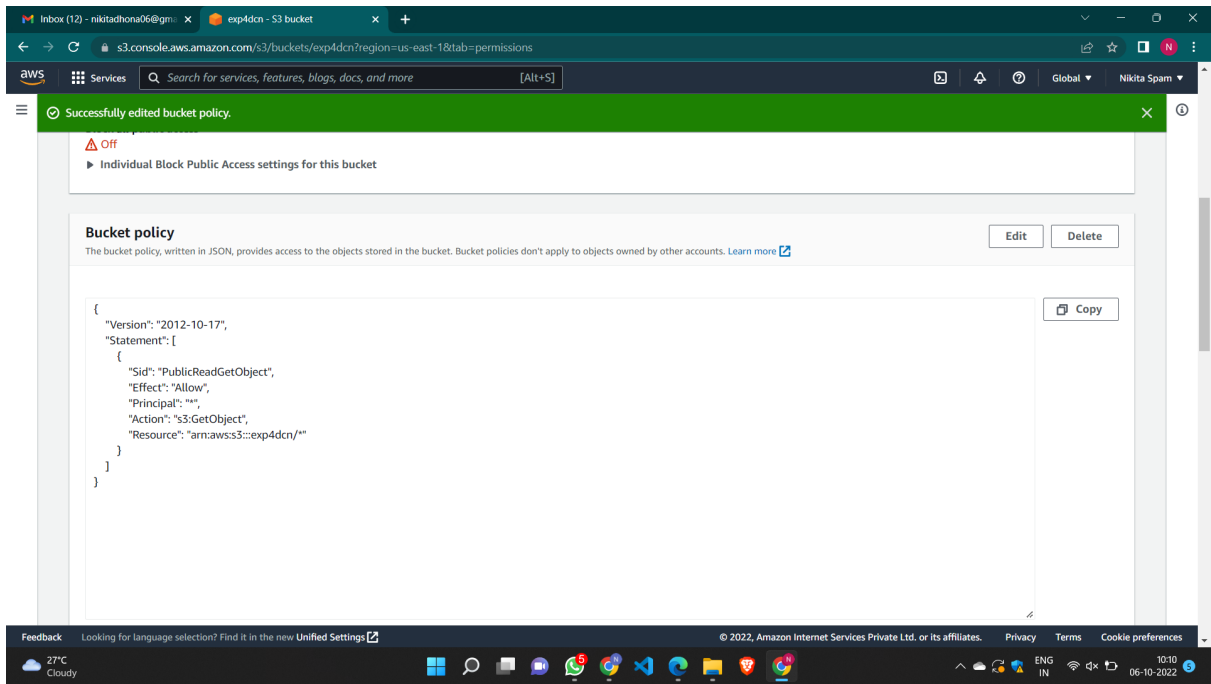 Inbox (12) - nikitadhona06@gma
exp4dcn - S3 bucket
s3.console.aws.amazon.com/s3/buckets/exp4dcn?region=us-east-1&tab=permissions
N
aws
Services
Search for services, features, blogs, docs, and more
[Alt+S]
Global
Nikita Spam
Successfully edited bucket policy.
Off
Individual Block Public Access settings for this bucket
Bucket policy
Edit
Delete
The bucket policy, written in JSON, provides access to the objects stored in the bucket. Bucket policies don't apply to objects owned by other accounts. Learn more
Copy
{
"Version": "2012-10-17",
"Statement": [
{
"Sid": "PublicReadGetObject",
"Effect": "Allow",
"Principal": "*",
"Action": "s3:GetObject",
"Resource": "arn:aws:s3:::exp4dcn/*"
}
]
}
Feedback
Looking for language selection? Find it in the new Unified Settings
© 2022, Amazon Internet Services Private Ltd. or its affiliates.
Privacy
Terms
Cookie preferences
27°C
Cloudy
5
N
N
ENG
IN
10:10
06-10-2022
5